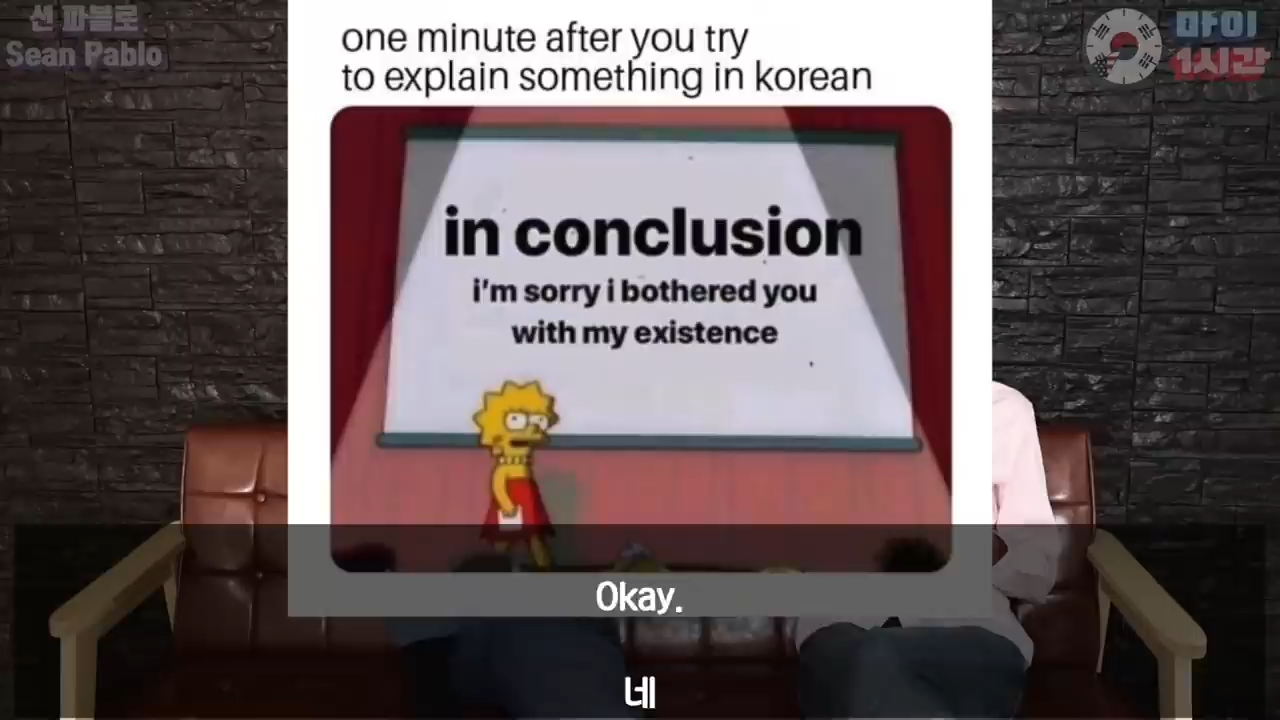 션 파블로
Sean Pablo
마이
1시간
one minute after you try
to explain something in korean
in conclusion
i'm sorry i bothered you
with my existence
Okay.
네